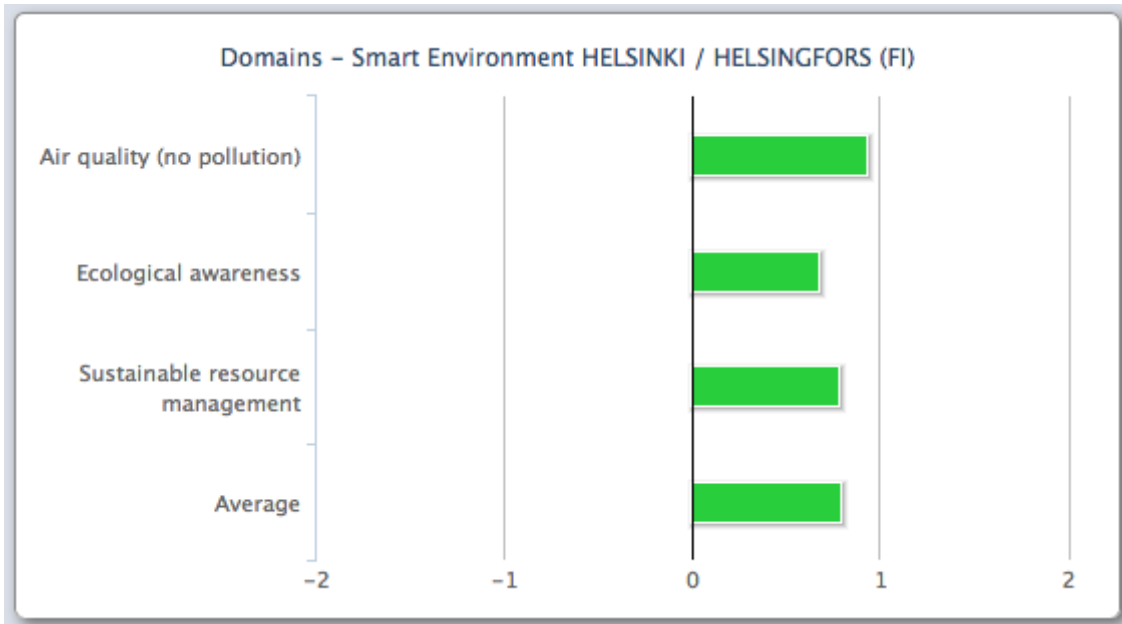 Domains – Smart Environment HELSINKI / HELSINGFORS (FI)
Air quality (no pollution)
Ecological awareness
Sustainable resource
management
Average
-2
-1
0
1
2